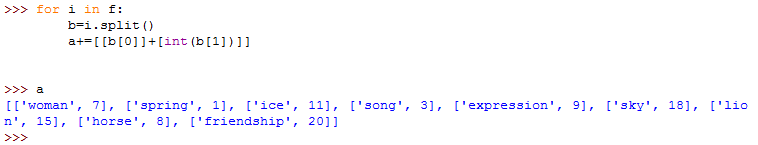 >>> for i in f:
        b=i.split()
        a+=[[b[0]]+[int(b[1])]]
>>> a
[['woman', 7], ['spring', 1], ['ice', 11], ['song', 3], ['expression', 9], ['sky', 18], ['lio
n', 15], ['horse', 8], ['friendship', 20]]
>>>